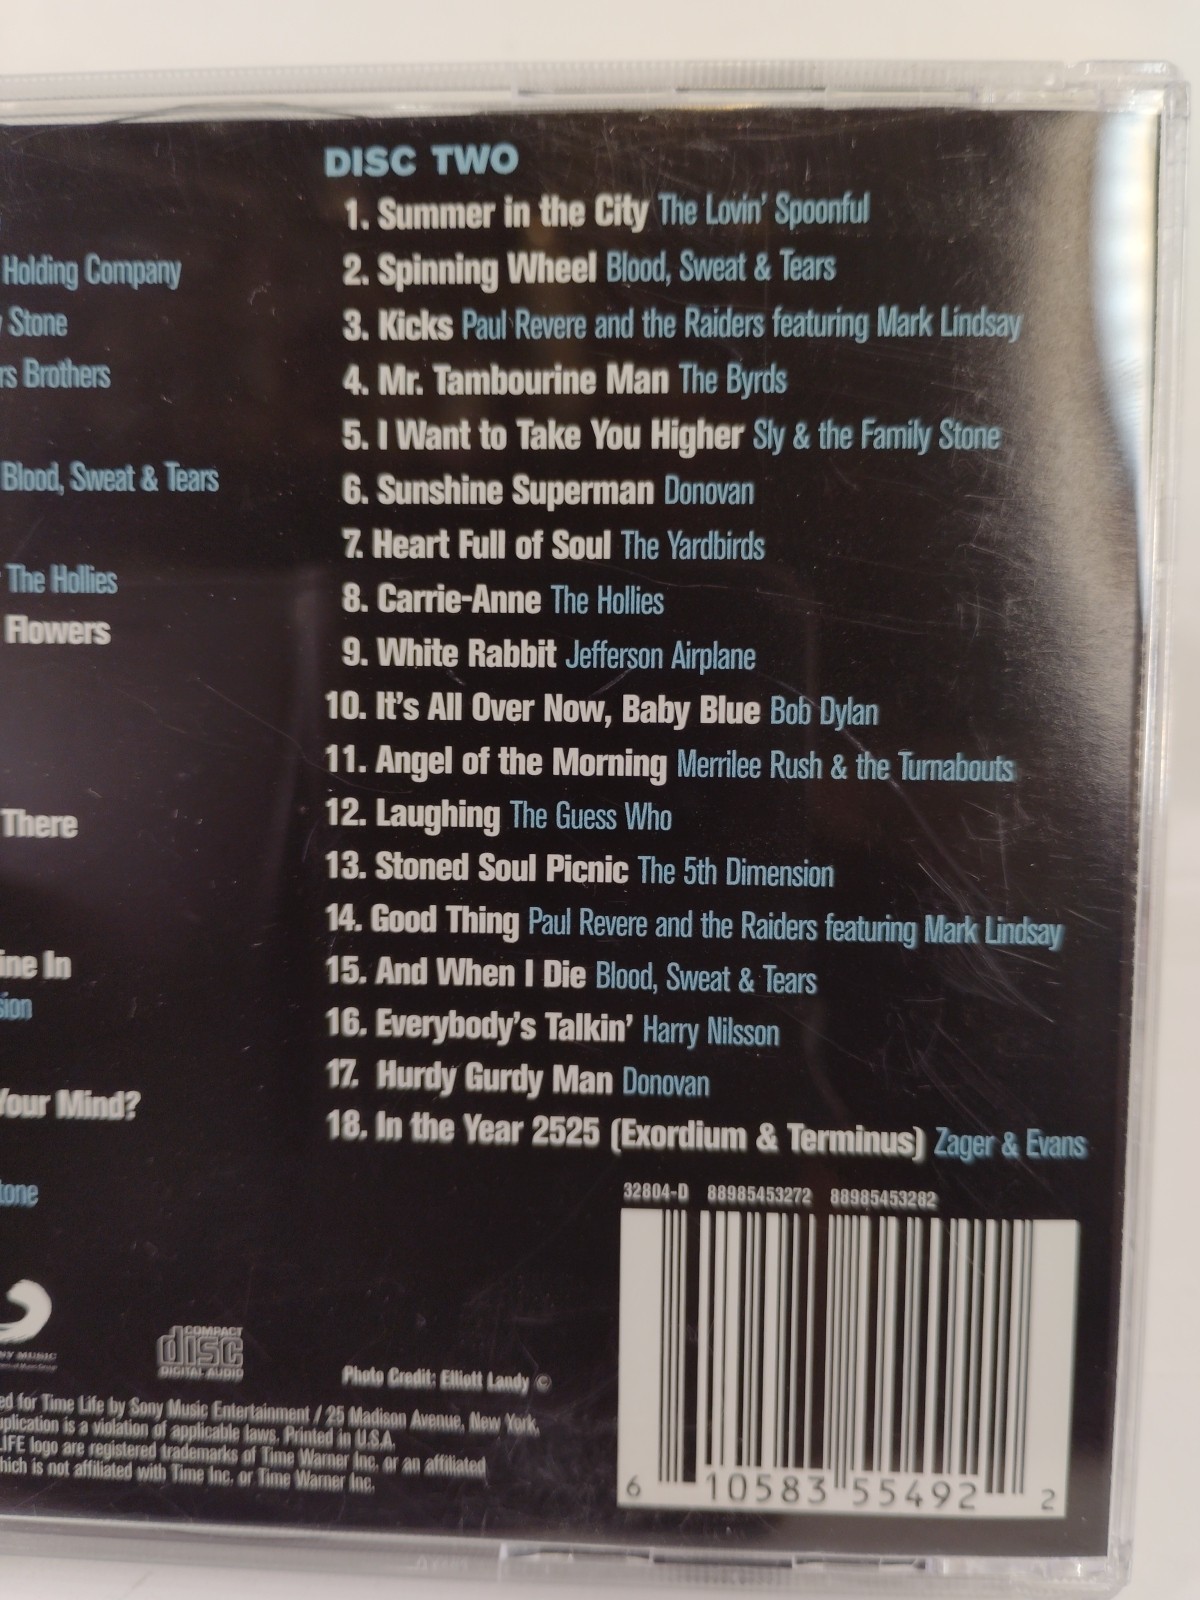 Holding Company
Stone
Brothers
Blood, Sweat & Tears
The Hollies
Flowers
There
In
Your Mind?
DISC TWO
1. Summer in the City The Lovin' Spoonful
2. Spinning Wheel Blood, Sweat & Tears
3. Kicks Paul Revere and the Raiders featuring Mark Lindsay
4. Mr. Tambourine Man The Byrds
5. I Want to Take You Higher Sly & the Family Stone
6. Sunshine Superman Donovan
7. Heart Full of Soul The Yardbirds
8. Carrie-Anne The Hollies
9. White Rabbit Jefferson Airplane
10. It's All Over Now, Baby Blue Bob Dylan
11. Angel of the Morning Merrilee Rush & the Turnabouts
12. Laughing The Guess Who
13. Stoned Soul Picnic The 5th Dimension
14. Good Thing Paul Revere and the Raiders featuring Mark Lindsay
15. And When I Die Blood, Sweat & Tears
16. Everybody's Talkin' Harry Nilsson
17. Hurdy Gurdy Man Donovan
18. In the Year 2525 (Exordium & Terminus) Zager & Evans
32804-D 88985453272 88985453282
COMPACT
disc
DIGITAL AUDIO
Photo Credit: Elliott Landy ©
for Time Life by Sony Music Entertainment / 25 Madison Avenue, New York,
is a violation of applicable laws. Printed in U.S.A.
LIFE logo are registered trademarks of Time Warner Inc. or an affiliated
which is not affiliated with Time Inc. or Time Warner Inc.
6 10583 55492 2